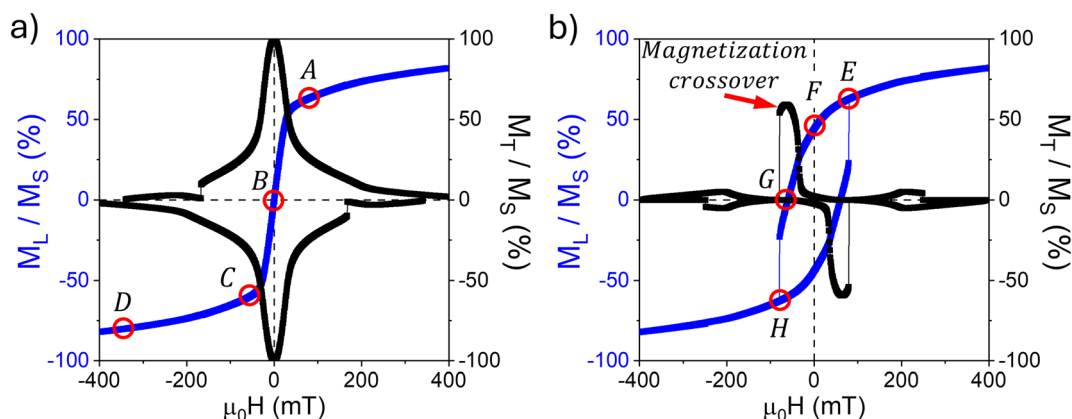 a)
100
50
0
-50
-100
M_L / M_S (%)
A
B
C
D
100
50
0
-50
-100
M_T / M_S (%)
-400 -200 0 200 400
μ₀H (mT)
b)
100
50
0
-50
-100
M_L / M_S (%)
Magnetization
crossover
E
F
G
H
100
50
0
-50
-100
M_T / M_S (%)
-400 -200 0 200 400
μ₀H (mT)